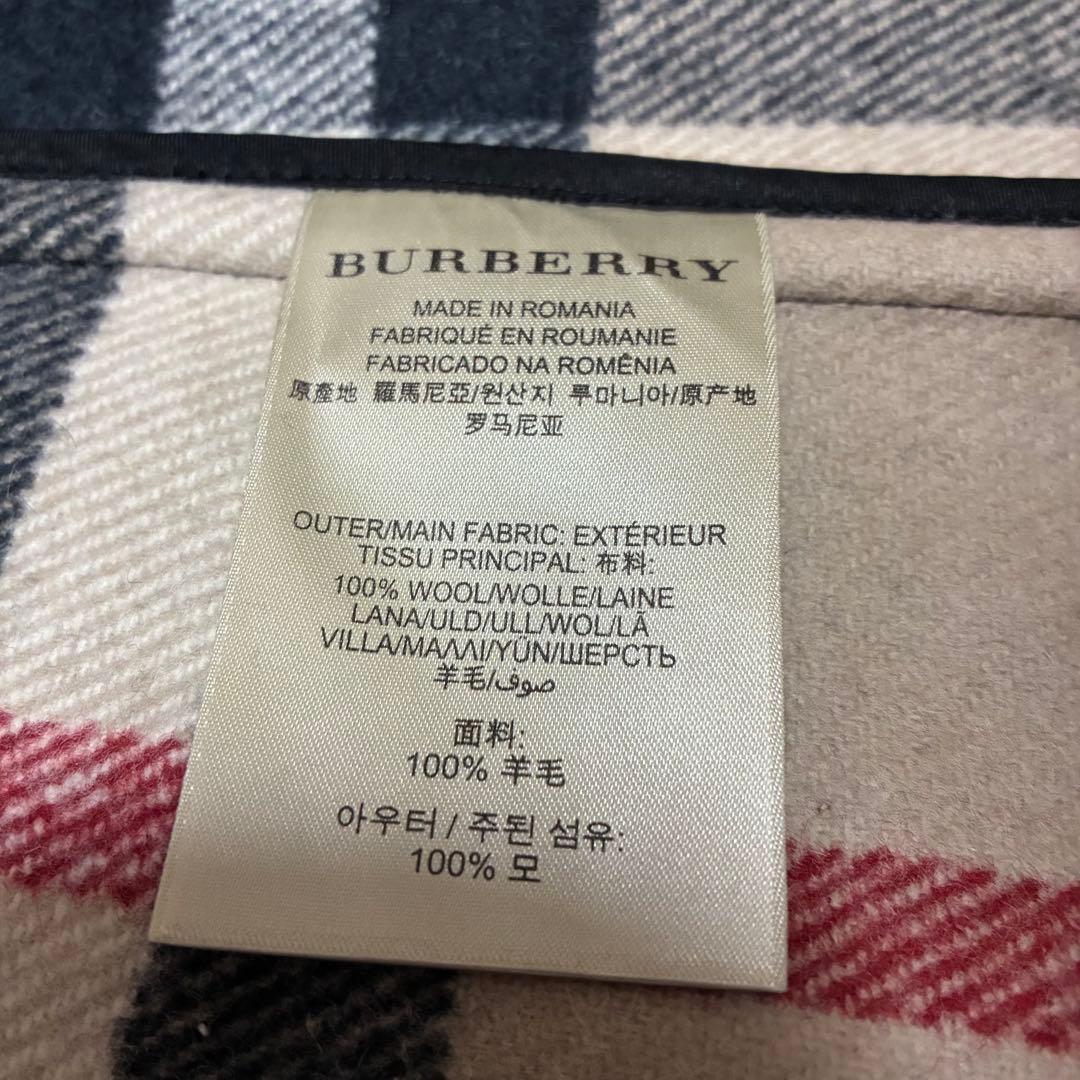 BURBERRY
MADE IN ROMANIA
FABRIQUÉ EN ROUMANIE
FABRICADO NA ROMÊNIA
原產地 羅馬尼亞/원산지 루마니아/原产地
罗马尼亚
OUTER/MAIN FABRIC: EXTÉRIEUR
TISSU PRINCIPAL: 布料:
100% WOOL/WOLLE/LAINE
LANA/ULD/ULL/WOL/LÃ
VILLA/ΜΑΛΛΙ/YÜN/ШЕРСТЬ
羊毛/صوف
面料:
100% 羊毛
아우터 / 주된 섬유:
100% 모